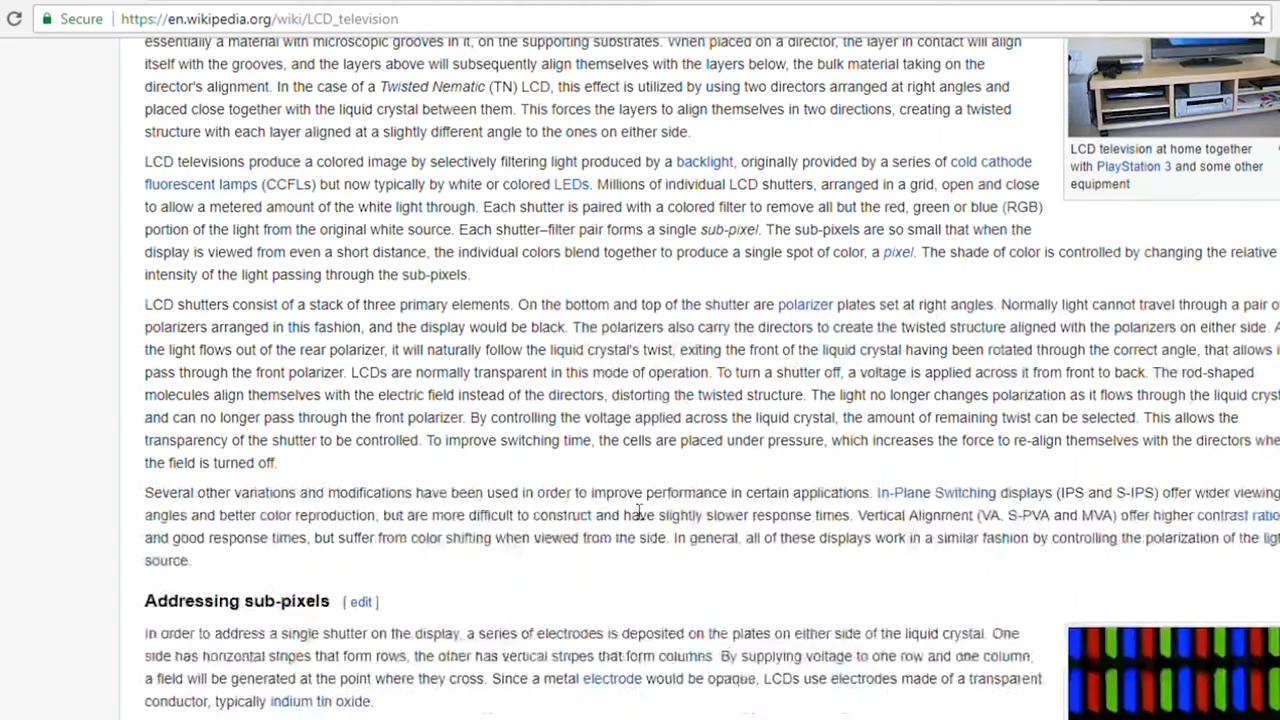 Secure https://en.wikipedia.org/wiki/LCD_television
essentially a material with microscopic grooves in it, on the supporting substrates. When placed on a director, the layer in contact will align
itself with the grooves, and the layers above will subsequently align themselves with the layers below, the bulk material taking on the
director's alignment. In the case of a Twisted Nematic (TN) LCD, this effect is utilized by using two directors arranged at right angles and
placed close together with the liquid crystal between them. This forces the layers to align themselves in two directions, creating a twisted
structure with each layer aligned at a slightly different angle to the ones on either side.
LCD television at home together
with PlayStation 3 and some other
equipment
LCD televisions produce a colored image by selectively filtering light produced by a backlight, originally provided by a series of cold cathode
fluorescent lamps (CCFLs) but now typically by white or colored LEDs. Millions of individual LCD shutters, arranged in a grid, open and close
to allow a metered amount of the white light through. Each shutter is paired with a colored filter to remove all but the red, green or blue (RGB)
portion of the light from the original white source. Each shutter–filter pair forms a single sub-pixel. The sub-pixels are so small that when the
display is viewed from even a short distance, the individual colors blend together to produce a single spot of color, a pixel. The shade of color is controlled by changing the relative
intensity of the light passing through the sub-pixels.
LCD shutters consist of a stack of three primary elements. On the bottom and top of the shutter are polarizer plates set at right angles. Normally light cannot travel through a pair o
polarizers arranged in this fashion, and the display would be black. The polarizers also carry the directors to create the twisted structure aligned with the polarizers on either side. A
the light flows out of the rear polarizer, it will naturally follow the liquid crystal's twist, exiting the front of the liquid crystal having been rotated through the correct angle, that allows i
pass through the front polarizer. LCDs are normally transparent in this mode of operation. To turn a shutter off, a voltage is applied across it from front to back. The rod-shaped
molecules align themselves with the electric field instead of the directors, distorting the twisted structure. The light no longer changes polarization as it flows through the liquid cryst
and can no longer pass through the front polarizer. By controlling the voltage applied across the liquid crystal, the amount of remaining twist can be selected. This allows the
transparency of the shutter to be controlled. To improve switching time, the cells are placed under pressure, which increases the force to re-align themselves with the directors whe
the field is turned off.
Several other variations and modifications have been used in order to improve performance in certain applications. In-Plane Switching displays (IPS and S-IPS) offer wider viewing
angles and better color reproduction, but are more difficult to construct and have slightly slower response times. Vertical Alignment (VA, S-PVA and MVA) offer higher contrast ratio
and good response times, but suffer from color shifting when viewed from the side. In general, all of these displays work in a similar fashion by controlling the polarization of the ligh
source.
Addressing sub-pixels [ edit ]
In order to address a single shutter on the display, a series of electrodes is deposited on the plates on either side of the liquid crystal. One
side has horizontal stripes that form rows, the other has vertical stripes that form columns. By supplying voltage to one row and one column,
a field will be generated at the point where they cross. Since a metal electrode would be opaque, LCDs use electrodes made of a transparent
conductor, typically indium tin oxide.